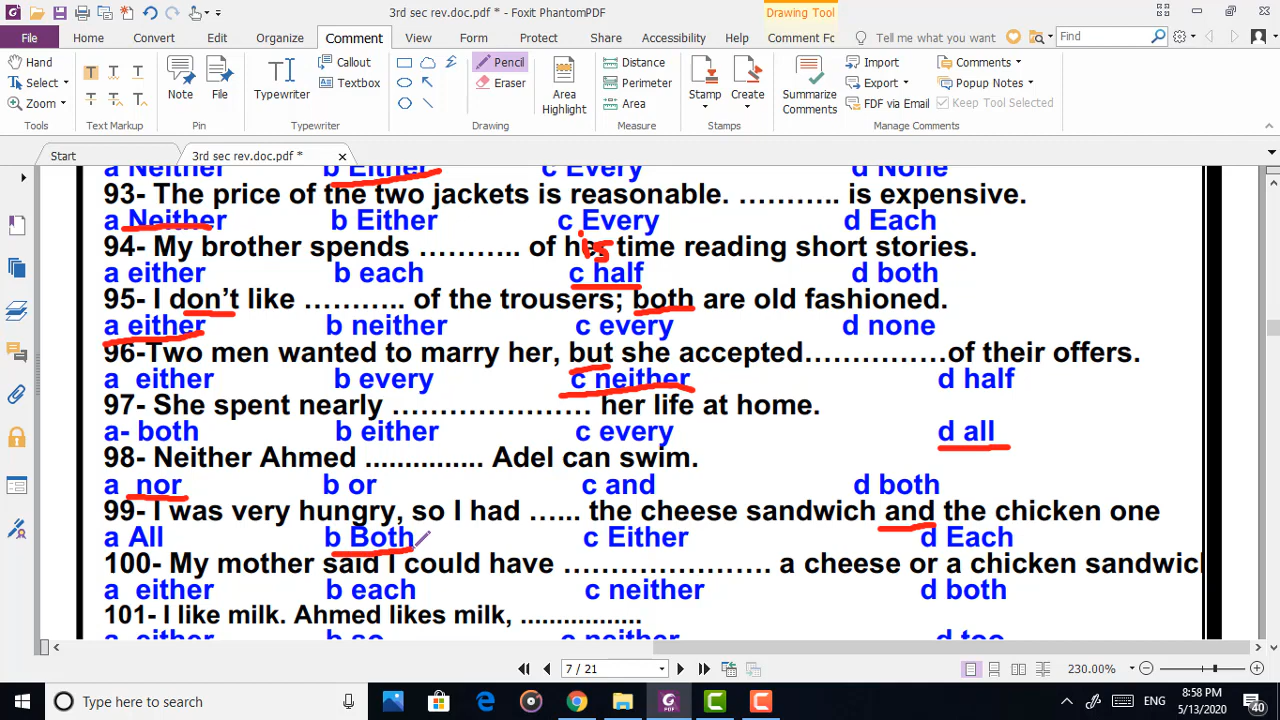 3rd sec rev.doc.pdf * - Foxit PhantomPDF
Drawing Tool
File Home Convert Edit Organize Comment View Form Protect Share Accessibility Help Comment Fc Tell me what you want... Find
Hand
Select
Zoom
Tools
Text Markup
Note
File
Pin
Typewriter
Callout
Textbox
Typewriter
Pencil
Eraser
Drawing
Area Highlight
Distance
Perimeter
Area
Measure
Stamp
Create
Stamps
Summarize Comments
Import
Export
FDF via Email
Comments
Popup Notes
Keep Tool Selected
Manage Comments
Start
3rd sec rev.doc.pdf *
a Neither b Either c Every d None
93- The price of the two jackets is reasonable. ……….. is expensive.
a Neither b Either c Every d Each
94- My brother spends ……….. of his time reading short stories.
a either b each c half d both
95- I don’t like ……….. of the trousers; both are old fashioned.
a either b neither c every d none
96-Two men wanted to marry her, but she accepted……………of their offers.
a either b every c neither d half
97- She spent nearly ………………… her life at home.
a- both b either c every d all
98- Neither Ahmed ............... Adel can swim.
a nor b or c and d both
99- I was very hungry, so I had …... the cheese sandwich and the chicken one
a All b Both c Either d Each
100- My mother said I could have …………………. a cheese or a chicken sandwich
a either b each c neither d both
101- I like milk. Ahmed likes milk, .................
a either b so c neither d too
7 / 21
230.00%
Type here to search
ENG
8:58 PM
5/13/2020
40